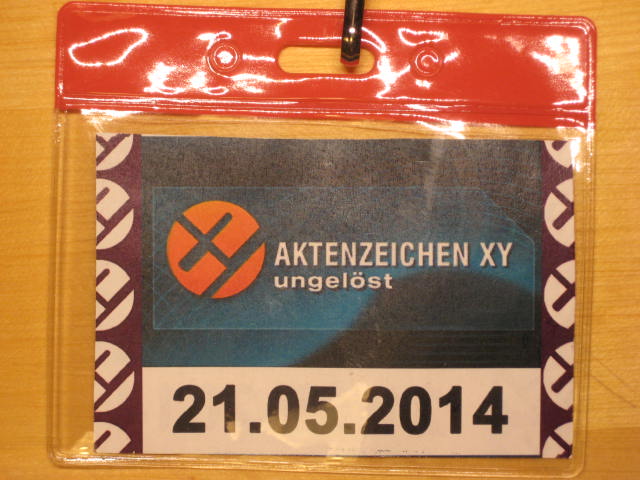 AKTENZEICHEN XY
ungelöst
21.05.2014